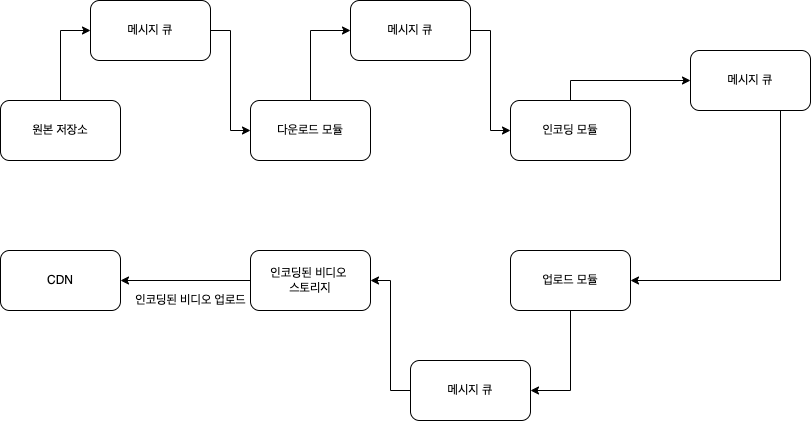 메시지 큐
메시지 큐
메시지 큐
원본 저장소
다운로드 모듈
인코딩 모듈
CDN
인코딩된 비디오 업로드
인코딩된 비디오
스토리지
업로드 모듈
메시지 큐